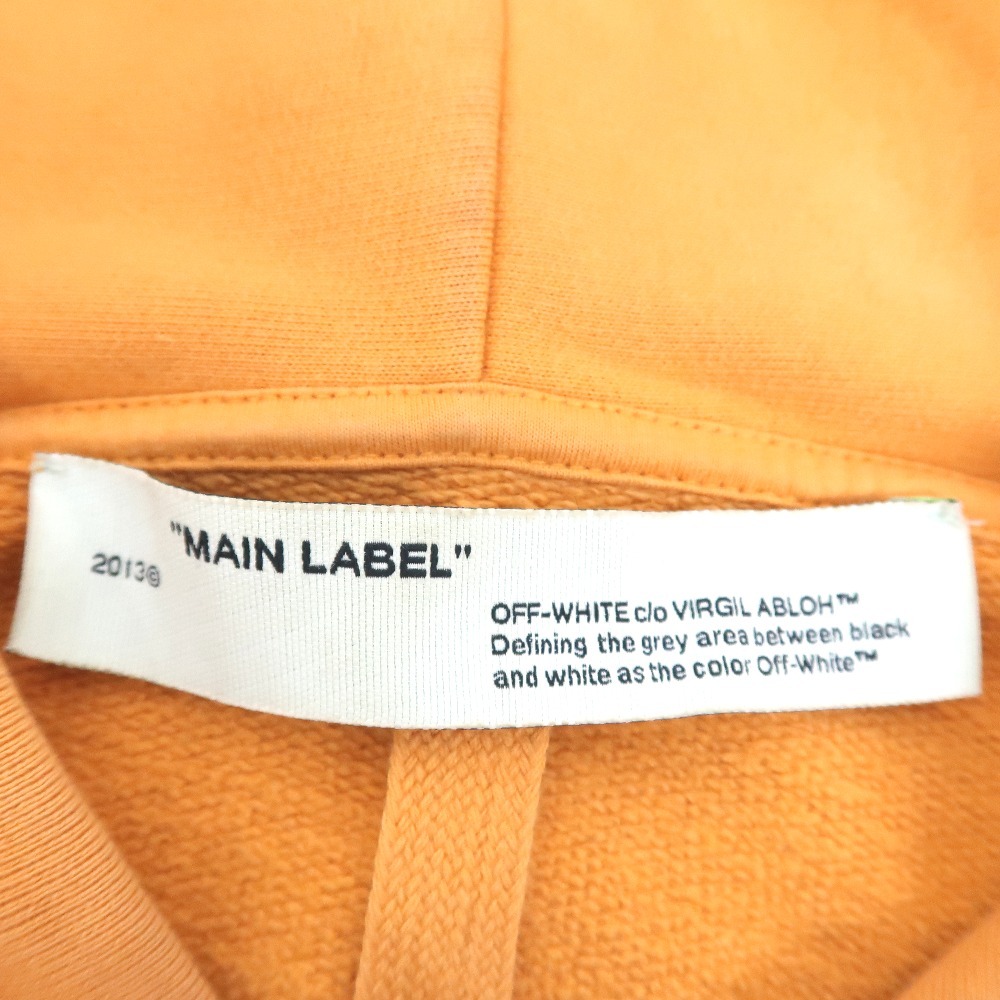 2013© "MAIN LABEL"
OFF-WHITE c/o VIRGIL ABLOH™
Defining the grey area between black
and white as the color Off-White™